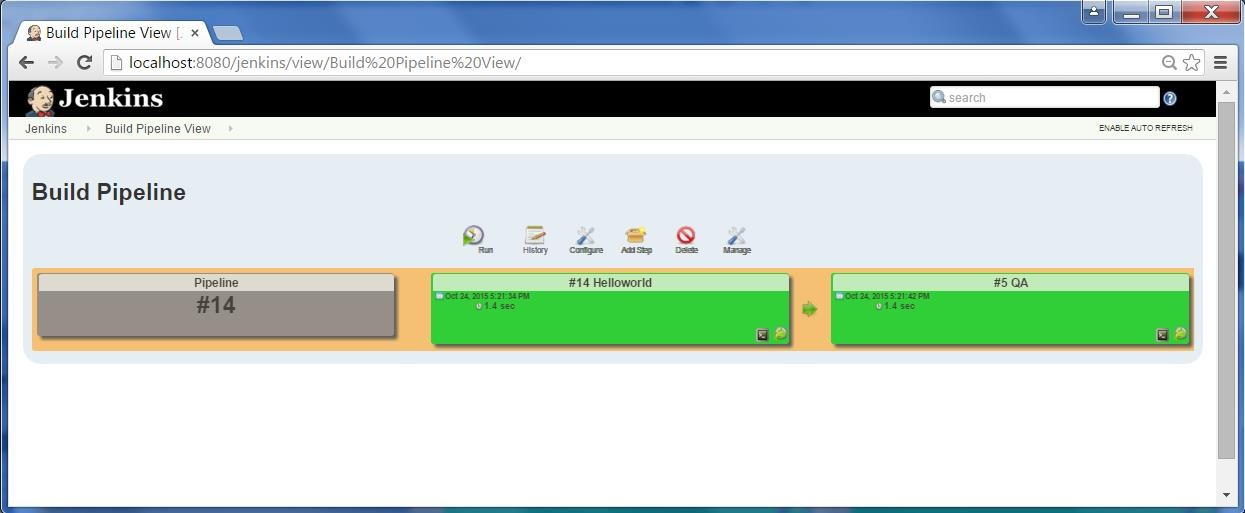 Build Pipeline View [.
localhost:8080/jenkins/view/Build%20Pipeline%20View/
Jenkins
search
Jenkins Build Pipeline View
ENABLE AUTO REFRESH
Build Pipeline
Run History Configure Add Step Delete Manage
Pipeline
#14
#14 Helloworld
Oct 24, 2015 5:21:34 PM
1.4 sec
#5 QA
Oct 24, 2015 5:21:42 PM
1.4 sec